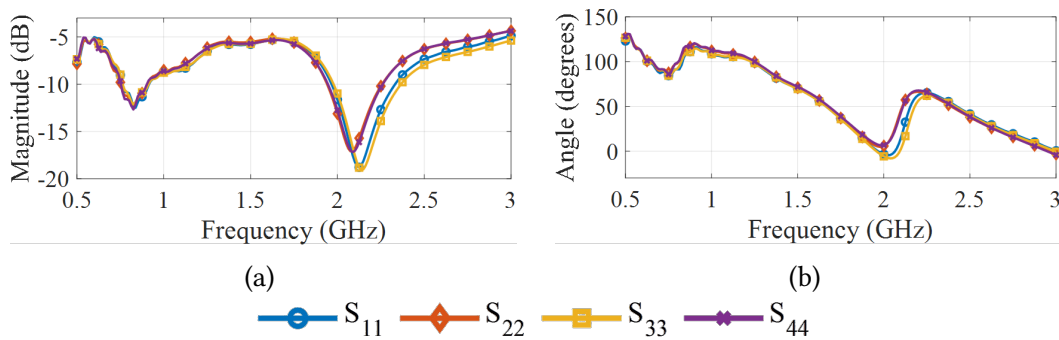 Magnitude (dB)
-5
-10
-15
-20
0.5 1 1.5 2 2.5 3
Frequency (GHz)
(a)
Angle (degrees)
150
100
50
0
0.5 1 1.5 2 2.5 3
Frequency (GHz)
(b)
S11 S22 S33 S44